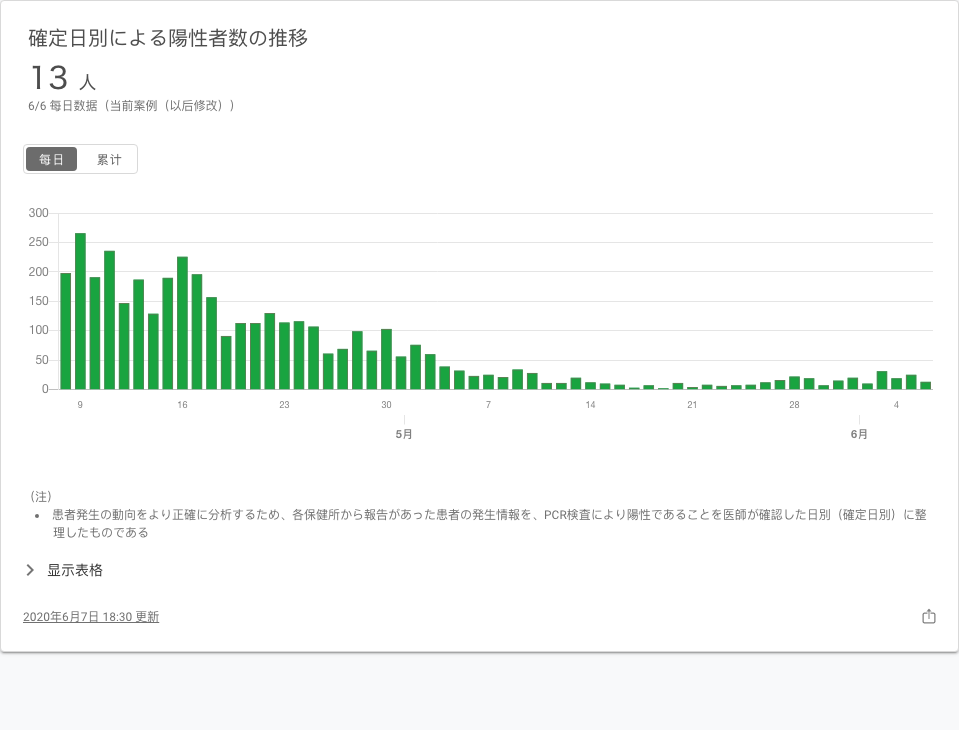 確定日別による陽性者数の推移
13 人
6/6 每日数据（当前案例（以后修改））
每日 累计
300
250
200
150
100
50
0
9 16 23 30 7 14 21 28 4
5月 6月
（注）
• 患者発生の動向をより正確に分析するため、各保健所から報告があった患者の発生情報を、PCR検査により陽性であることを医師が確認した日別（確定日別）に整
理したものである
显示表格
2020年6月7日 18:30 更新